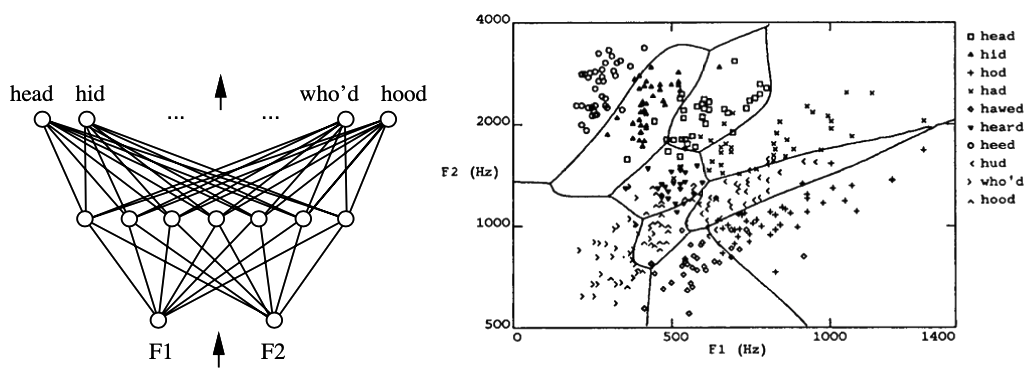 head hid ... ... who'd hood
F1 F2
4000
2000
F2 (Hz)
1000
500
0 500 1000 1400
F1 (Hz)
head
hid
hod
had
hawed
heard
heed
hud
who'd
hood